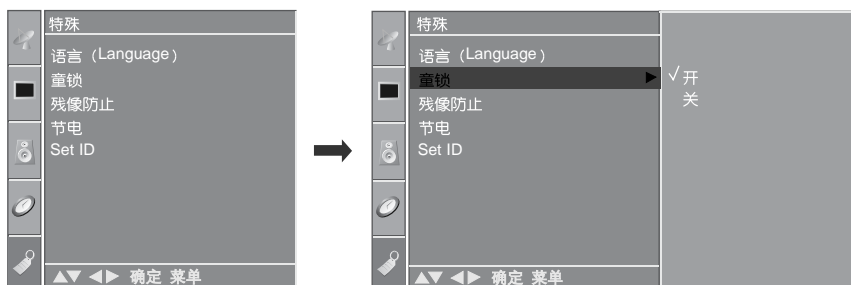 特殊
语言（Language）
童锁
残像防止
节电
Set ID
▲▼ ◀▶ 确定 菜单
特殊
语言（Language）
童锁 ▶
残像防止
节电
Set ID
▲▼ ◀▶ 确定 菜单
√开
关